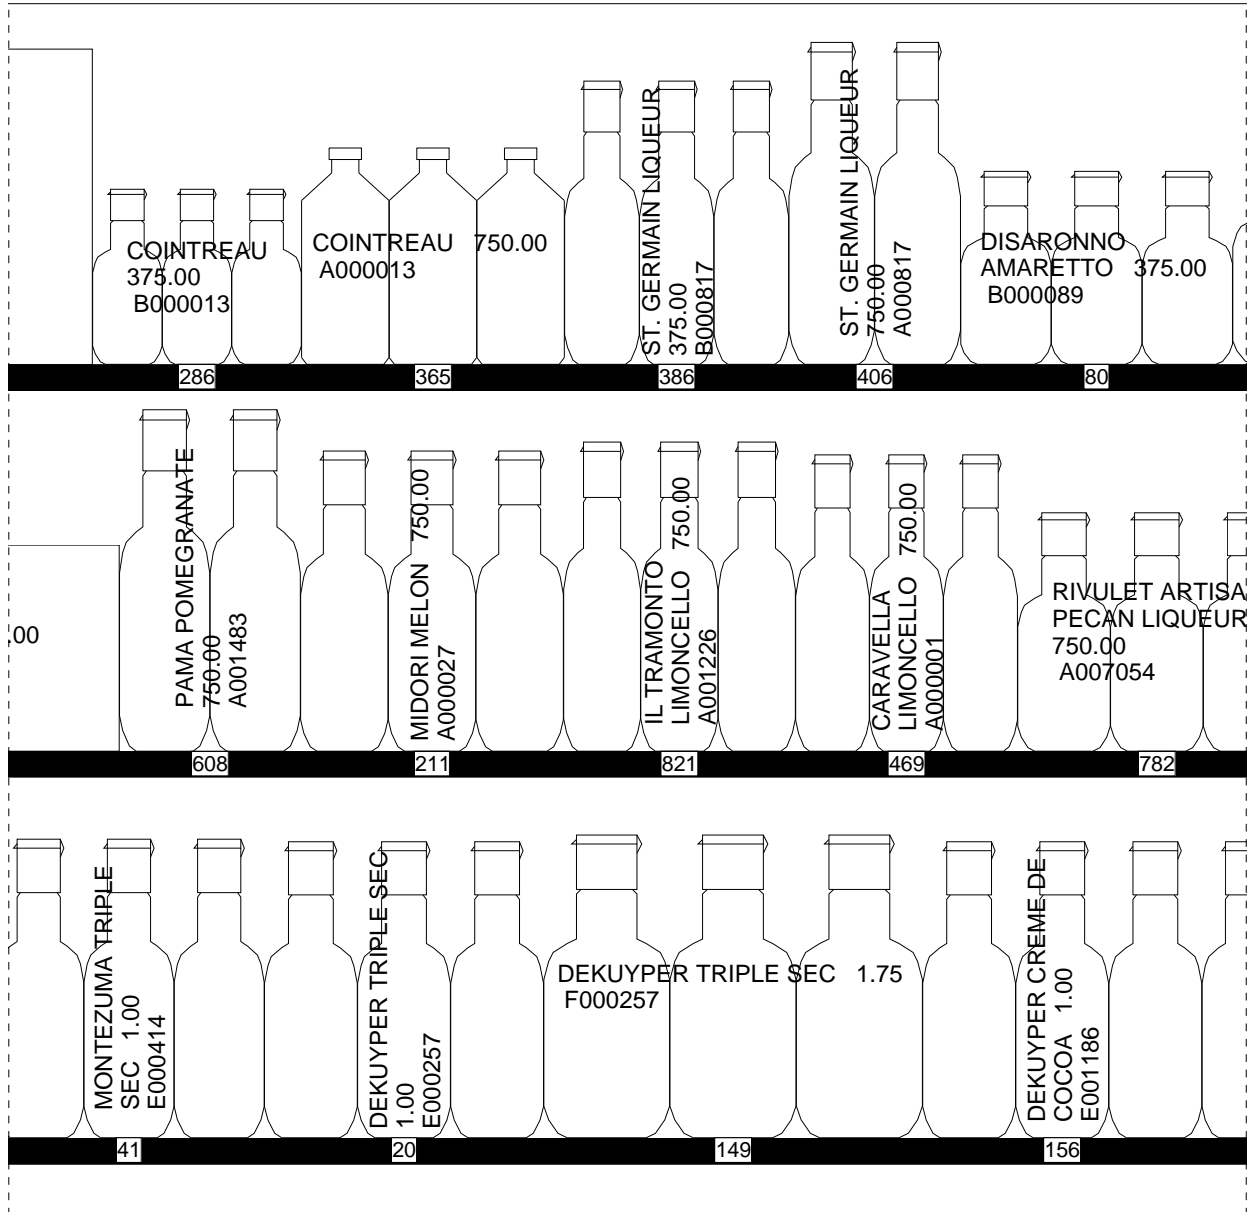 COINTREAU
375.00
B000013
COINTREAU 750.00
A000013
ST. GERMAIN LIQUEUR
375.00
B000817
ST. GERMAIN LIQUEUR
750.00
A000817
DISARONNO
AMARETTO 375.00
B000089
286
365
386
406
80
.00
PAMA POMEGRANATE
750.00
A001483
MIDORI MELON 750.00
A000027
IL TRAMONTO
LIMONCELLO 750.00
A001226
CARAVELLA
LIMONCELLO 750.00
A000001
RIVULET ARTISA
PECAN LIQUEUR
750.00
A007054
608
211
821
469
782
MONTEZUMA TRIPLE
SEC 1.00
E000414
DEKUYPER TRIPLE SEC
1.00
E000257
DEKUYPER TRIPLE SEC 1.75
F000257
DEKUYPER CREME DE
COCOA 1.00
E001186
41
20
149
156